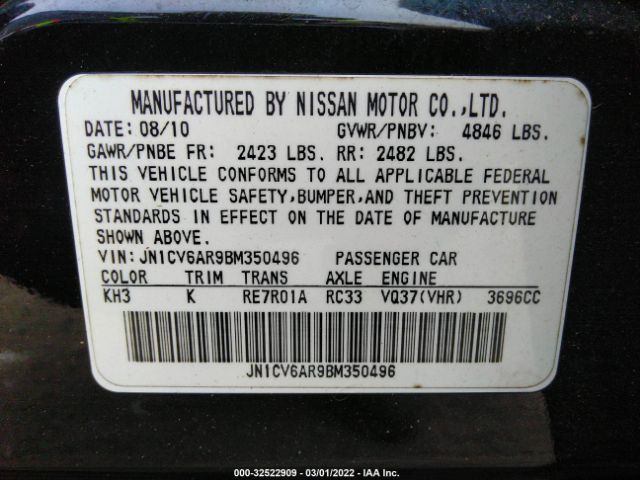 MANUFACTURED BY NISSAN MOTOR CO.,LTD.
DATE: 08/10 GVWR/PNBV: 4846 LBS.
GAWR/PNBE FR: 2423 LBS. RR: 2482 LBS.
THIS VEHICLE CONFORMS TO ALL APPLICABLE FEDERAL
MOTOR VEHICLE SAFETY,BUMPER,AND THEFT PREVENTION
STANDARDS IN EFFECT ON THE DATE OF MANUFACTURE
SHOWN ABOVE.
VIN: JN1CV6AR9BM350496 PASSENGER CAR
COLOR TRIM TRANS AXLE ENGINE
KH3 K RE7R01A RC33 VQ37(VHR) 3696CC
JN1CV6AR9BM350496
000-32522909 - 03/01/2022 - IAA Inc.